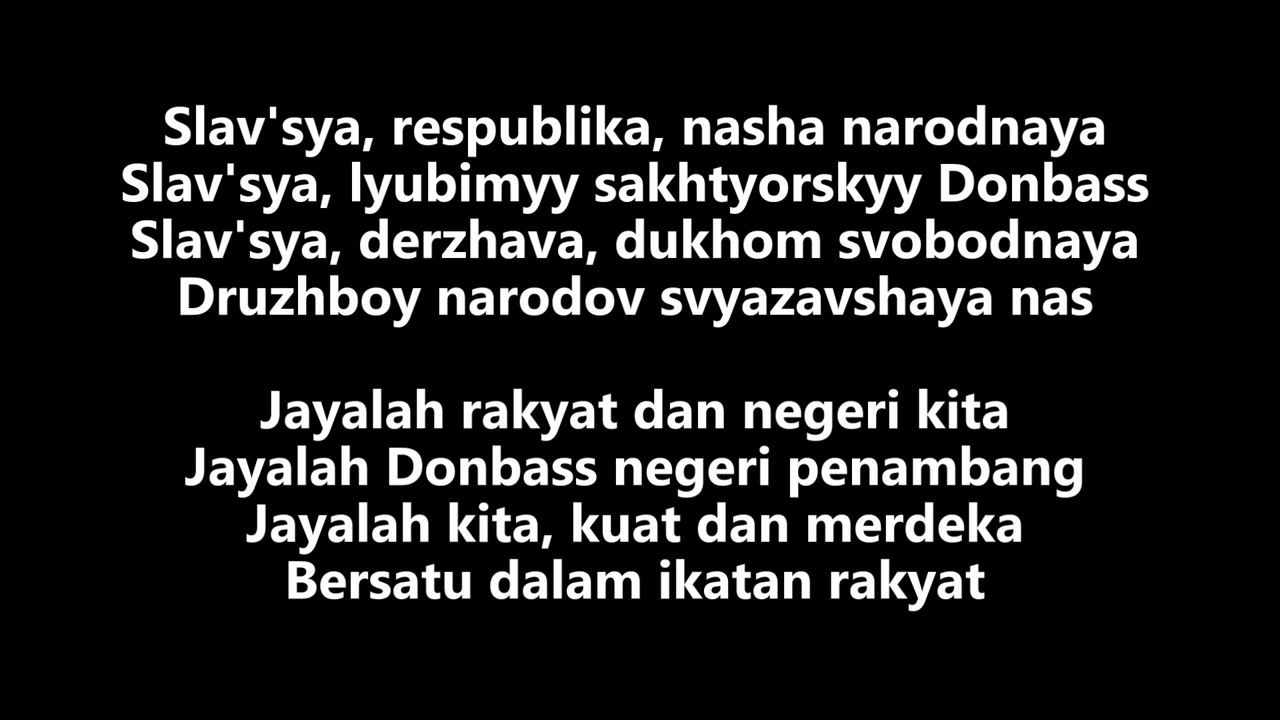 Slav'sya, respublika, nasha narodnaya
Slav'sya, lyubimyy sakhtyorskyy Donbass
Slav'sya, derzhava, dukhom svobodnaya
Druzhboy narodov svyazavshaya nas
Jayalah rakyat dan negeri kita
Jayalah Donbass negeri penambang
Jayalah kita, kuat dan merdeka
Bersatu dalam ikatan rakyat